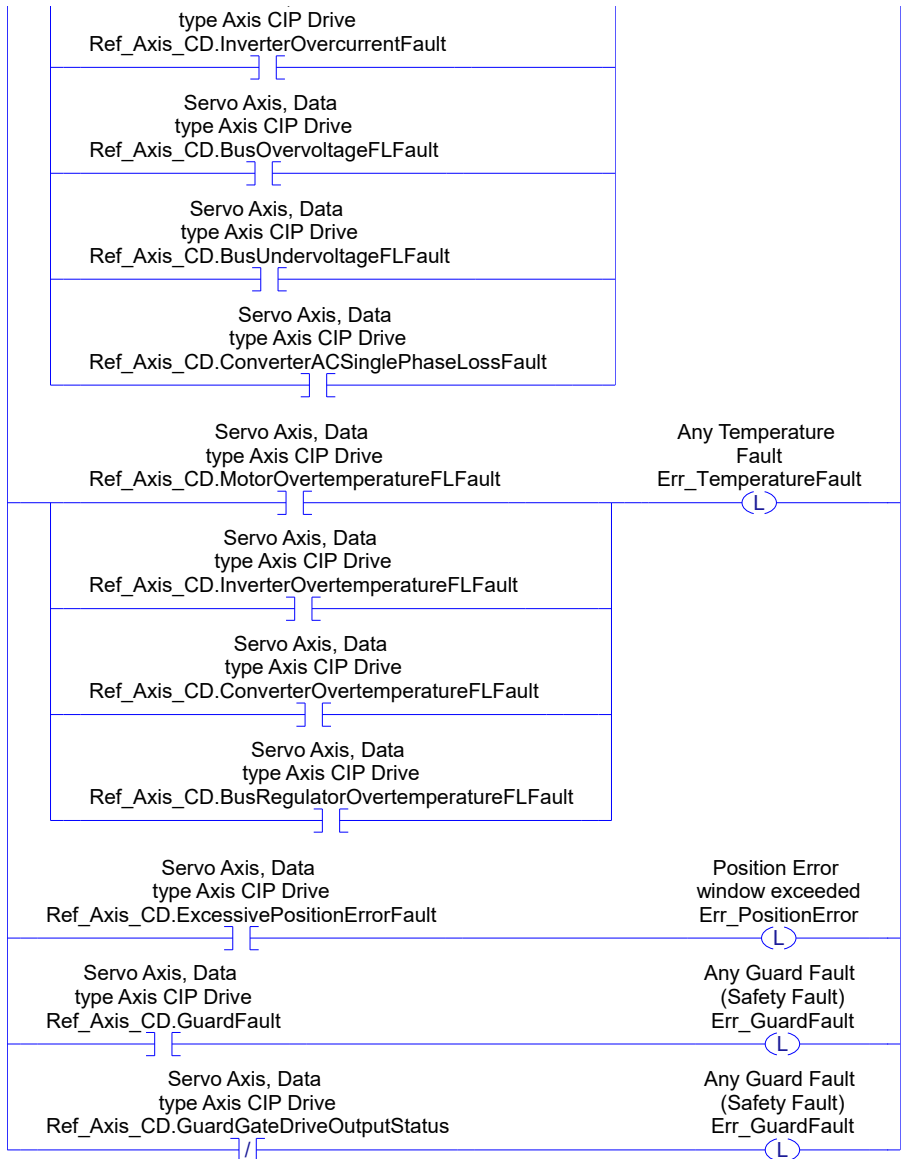 type Axis CIP Drive
Ref_Axis_CD.InverterOvercurrentFault
Servo Axis, Data
type Axis CIP Drive
Ref_Axis_CD.BusOvervoltageFLFault
Servo Axis, Data
type Axis CIP Drive
Ref_Axis_CD.BusUndervoltageFLFault
Servo Axis, Data
type Axis CIP Drive
Ref_Axis_CD.ConverterACSinglePhaseLossFault
Servo Axis, Data
type Axis CIP Drive
Ref_Axis_CD.MotorOvertemperatureFLFault
Any Temperature
Fault
Err_TemperatureFault
L
Servo Axis, Data
type Axis CIP Drive
Ref_Axis_CD.InverterOvertemperatureFLFault
Servo Axis, Data
type Axis CIP Drive
Ref_Axis_CD.ConverterOvertemperatureFLFault
Servo Axis, Data
type Axis CIP Drive
Ref_Axis_CD.BusRegulatorOvertemperatureFLFault
Servo Axis, Data
type Axis CIP Drive
Ref_Axis_CD.ExcessivePositionErrorFault
Position Error
window exceeded
Err_PositionError
L
Servo Axis, Data
type Axis CIP Drive
Ref_Axis_CD.GuardFault
Any Guard Fault
(Safety Fault)
Err_GuardFault
L
Servo Axis, Data
type Axis CIP Drive
Ref_Axis_CD.GuardGateDriveOutputStatus
/
Any Guard Fault
(Safety Fault)
Err_GuardFault
L